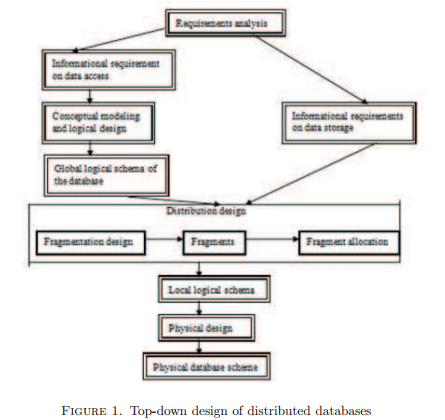 Requirements analysis
Informational requirement
on data access
Conceptual modeling
and logical design
Informational requirements
on data storage
Global logical schema of
the database
Distribution design
Fragmentation design
Fragments
Fragment allocation
Local logical schema
Physical design
Physical database scheme
FIGURE 1. Top-down design of distributed databases